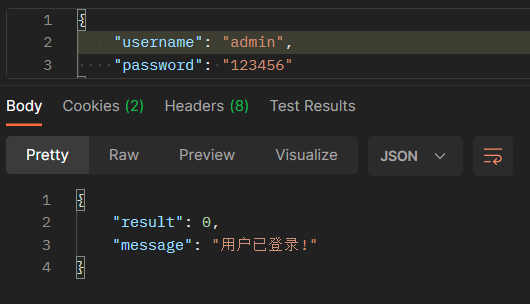 1 {
2 "username": "admin",
3 "password": "123456"
Body Cookies (2) Headers (8) Test Results
Pretty Raw Preview Visualize JSON
1 {
2 "result": 0,
3 "message": "用户已登录!"
4 }